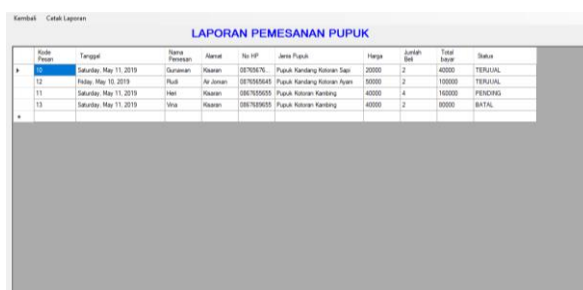 Kembali Cetak Laporan
LAPORAN PEMESANAN PUPUK
Kode Pesan Tanggal Nama Pemesan Alamat No HP Jenis Pupuk Harga Jumlah Beli Total bayar Status
10 Saturday, May 11, 2019 Gunawan Kisaran 08765676... Pupuk Kandang Kotoran Sapi 20000 2 40000 TERJUAL
12 Friday, May 10, 2019 Rudi Air Joman Pupuk Kandang Kotoran Ayam 50000 2 100000 TERJUAL
11 Saturday, May 11, 2019 Heri Kisaran Pupuk Kotoran Kambing 40000 4 160000 PENDING
13 Saturday, May 11, 2019 Vina Kisaran Pupuk Kotoran Kambing 40000 2 80000 BATAL